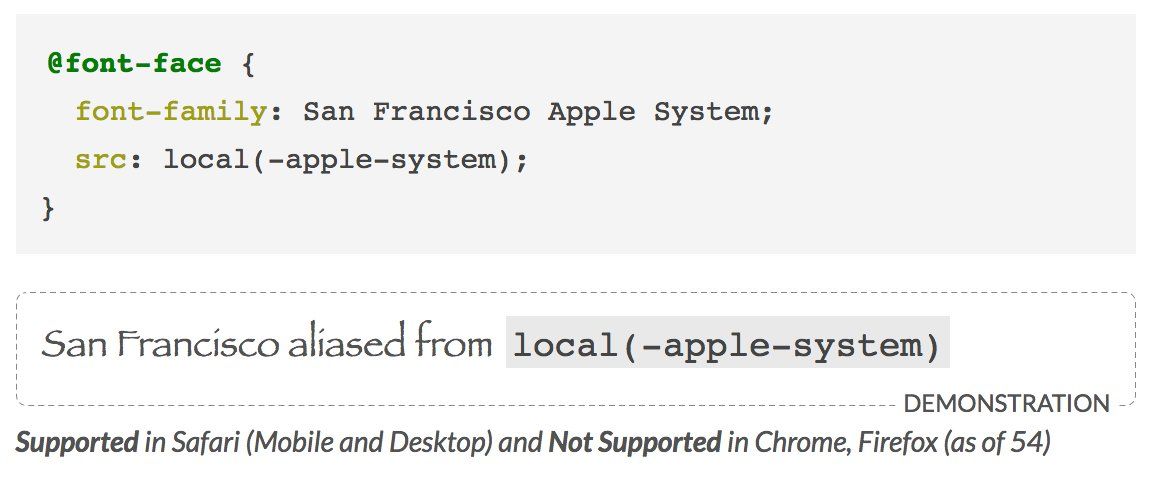 @font-face {
font-family: San Francisco Apple System;
src: local(-apple-system);
}
San Francisco aliased from local(-apple-system)
DEMONSTRATION
Supported in Safari (Mobile and Desktop) and Not Supported in Chrome, Firefox (as of 54)